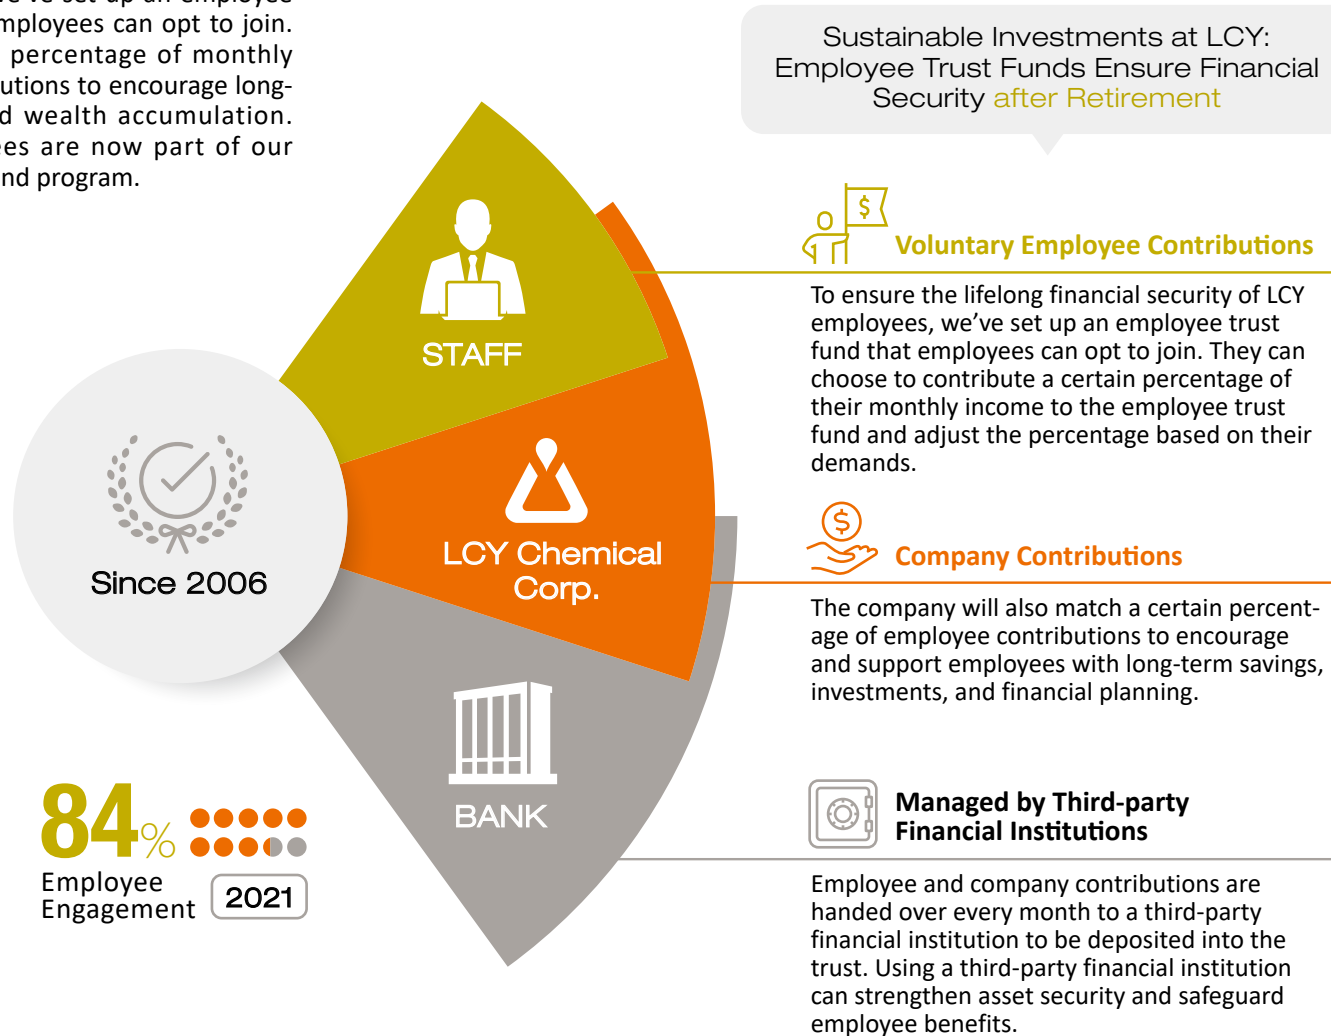 we've set up an employee
employees can opt to join.
percentage of monthly
contributions to encourage long-
wealth accumulation.
are now part of our
program.
Sustainable Investments at LCY:
Employee Trust Funds Ensure Financial
Security after Retirement
STAFF
LCY Chemical
Corp.
BANK
Since 2006
84%
Employee
Engagement
2021
$
Voluntary Employee Contributions
To ensure the lifelong financial security of LCY
employees, we’ve set up an employee trust
fund that employees can opt to join. They can
choose to contribute a certain percentage of
their monthly income to the employee trust
fund and adjust the percentage based on their
demands.
$
Company Contributions
The company will also match a certain percent-
age of employee contributions to encourage
and support employees with long-term savings,
investments, and financial planning.
Managed by Third-party
Financial Institutions
Employee and company contributions are
handed over every month to a third-party
financial institution to be deposited into the
trust. Using a third-party financial institution
can strengthen asset security and safeguard
employee benefits.